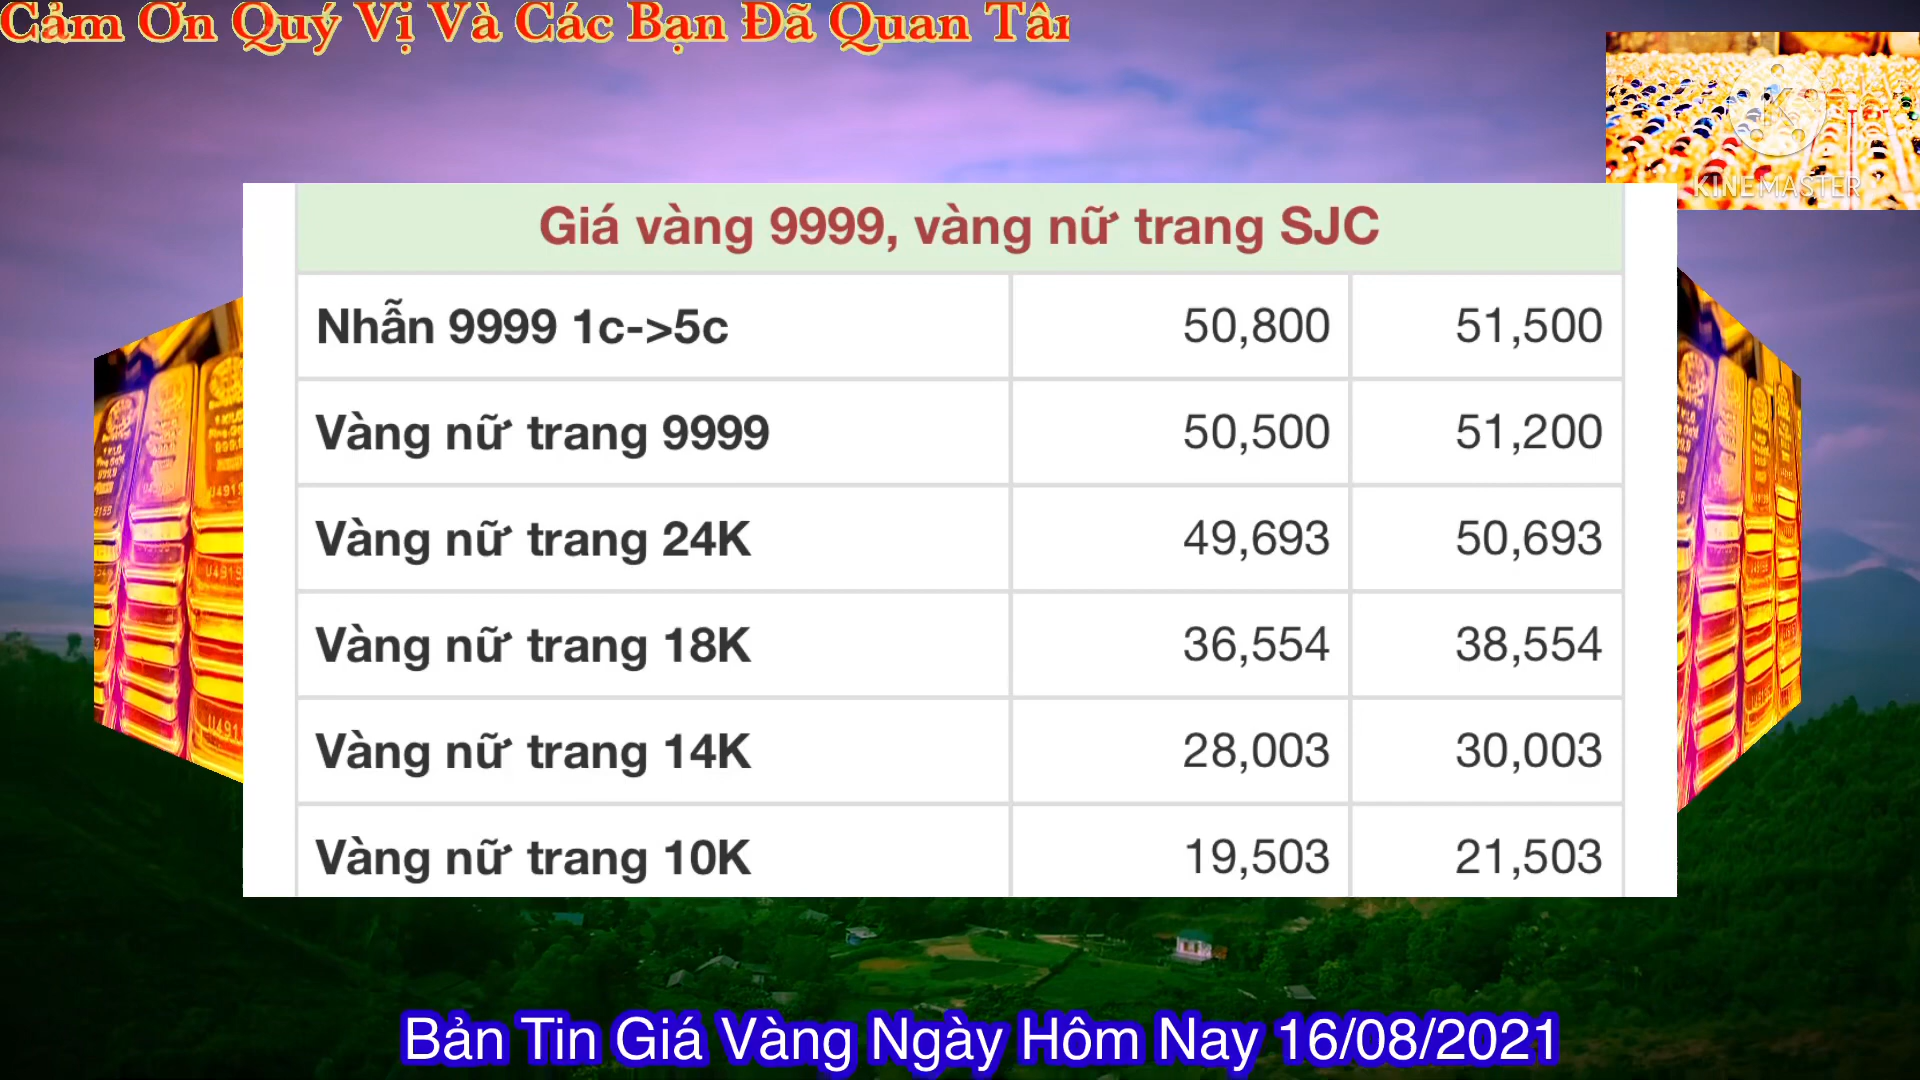 Cảm Ơn Quý Vị Và Các Bạn Đã Quan
KINEMASTER
Giá vàng 9999, vàng nữ trang SJC
Nhẫn 9999 1c->5c 50,800 51,500
Vàng nữ trang 9999 50,500 51,200
Vàng nữ trang 24K 49,693 50,693
Vàng nữ trang 18K 36,554 38,554
Vàng nữ trang 14K 28,003 30,003
Vàng nữ trang 10K 19,503 21,503
Bản Tin Giá Vàng Ngày Hôm Nay 16/08/2021